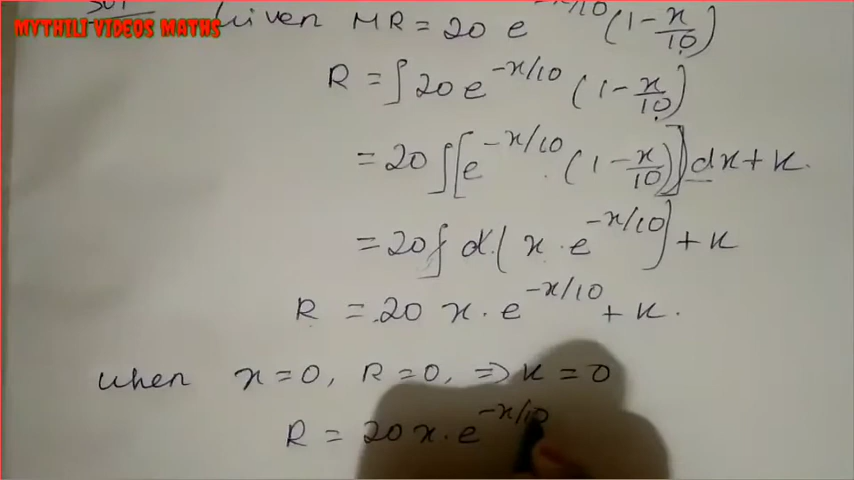 Sol
MYTHILI VIDEOS MATHS
Given MR = 20 e^{-x/10} (1 - x/10)
R = ∫ 20 e^{-x/10} (1 - x/10)
= 20 ∫ [e^{-x/10} (1 - x/10)] dx + k.
= 20 ∫ d.(x . e^{-x/10}] + k
R = 20 x . e^{-x/10} + k.
when x = 0, R = 0, ⇒ k = 0
R = 20 x . e^{-x/10}